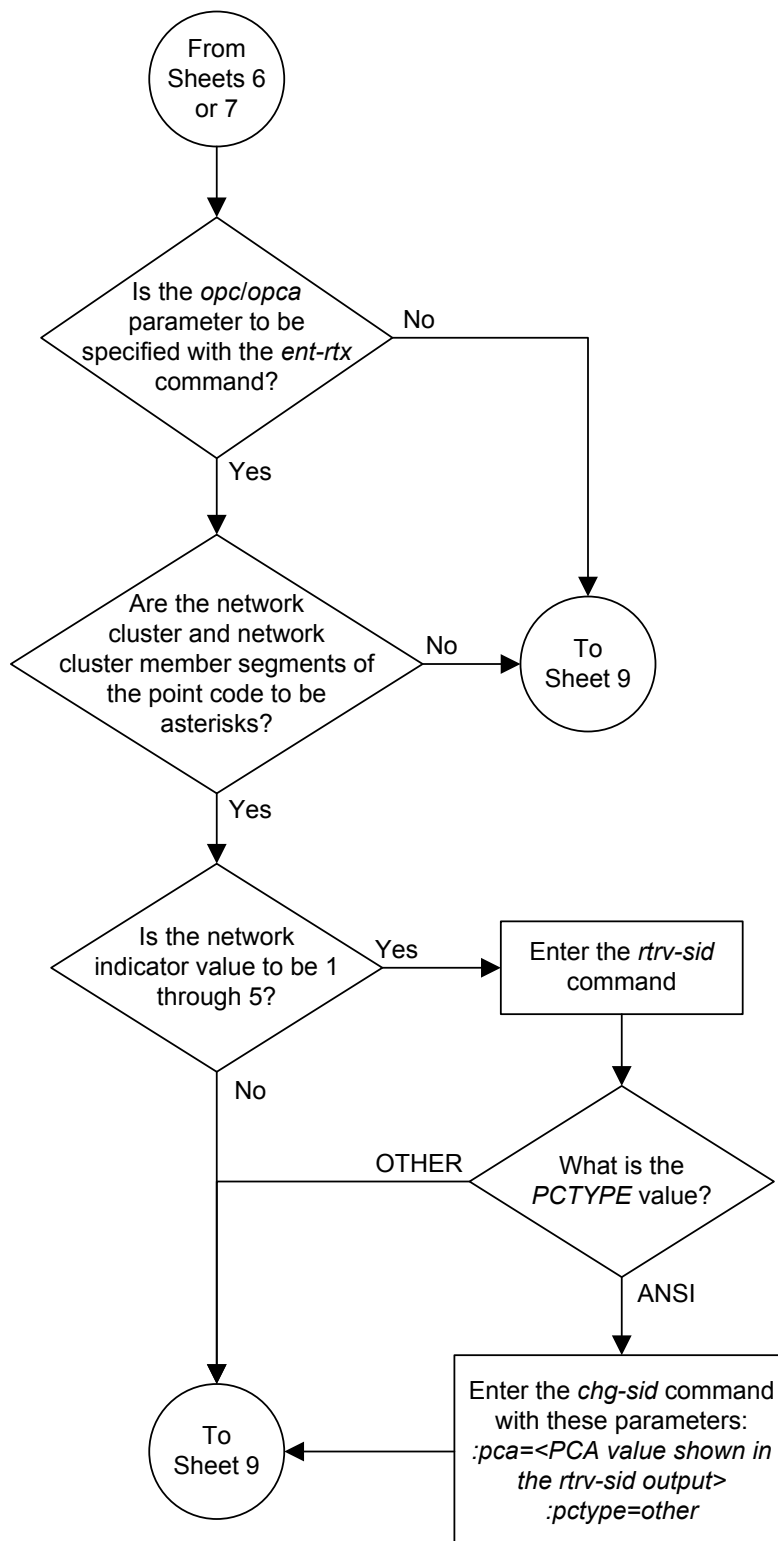 From
Sheets 6
or 7
Is the opc/opca
parameter to be
specified with the ent-rtx
command?
No
Yes
Are the network
cluster and network
cluster member segments of
the point code to be
asterisks?
No
To
Sheet 9
Yes
Is the network
indicator value to be 1
through 5?
Yes
Enter the rtrv-sid
command
No
OTHER
What is the
PCTYPE value?
ANSI
Enter the chg-sid command
with these parameters:
:pca=<PCA value shown in
the rtrv-sid output>
:pctype=other
To
Sheet 9